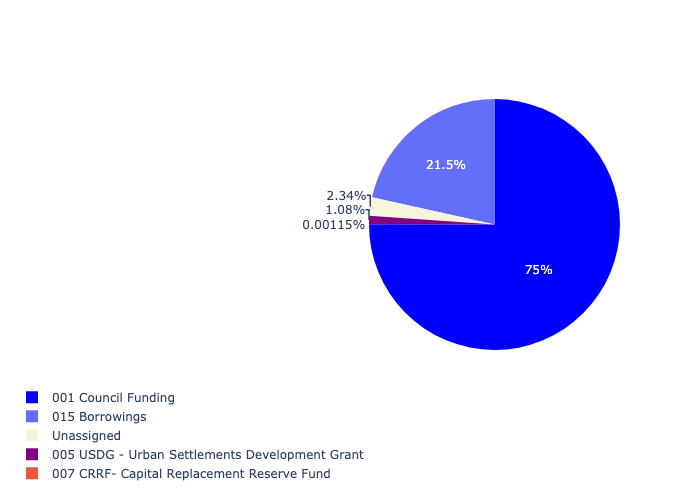 21.5%
2.34%
1.08%
0.00115%
75%
001 Council Funding
015 Borrowings
Unassigned
005 USDG - Urban Settlements Development Grant
007 CRRF- Capital Replacement Reserve Fund